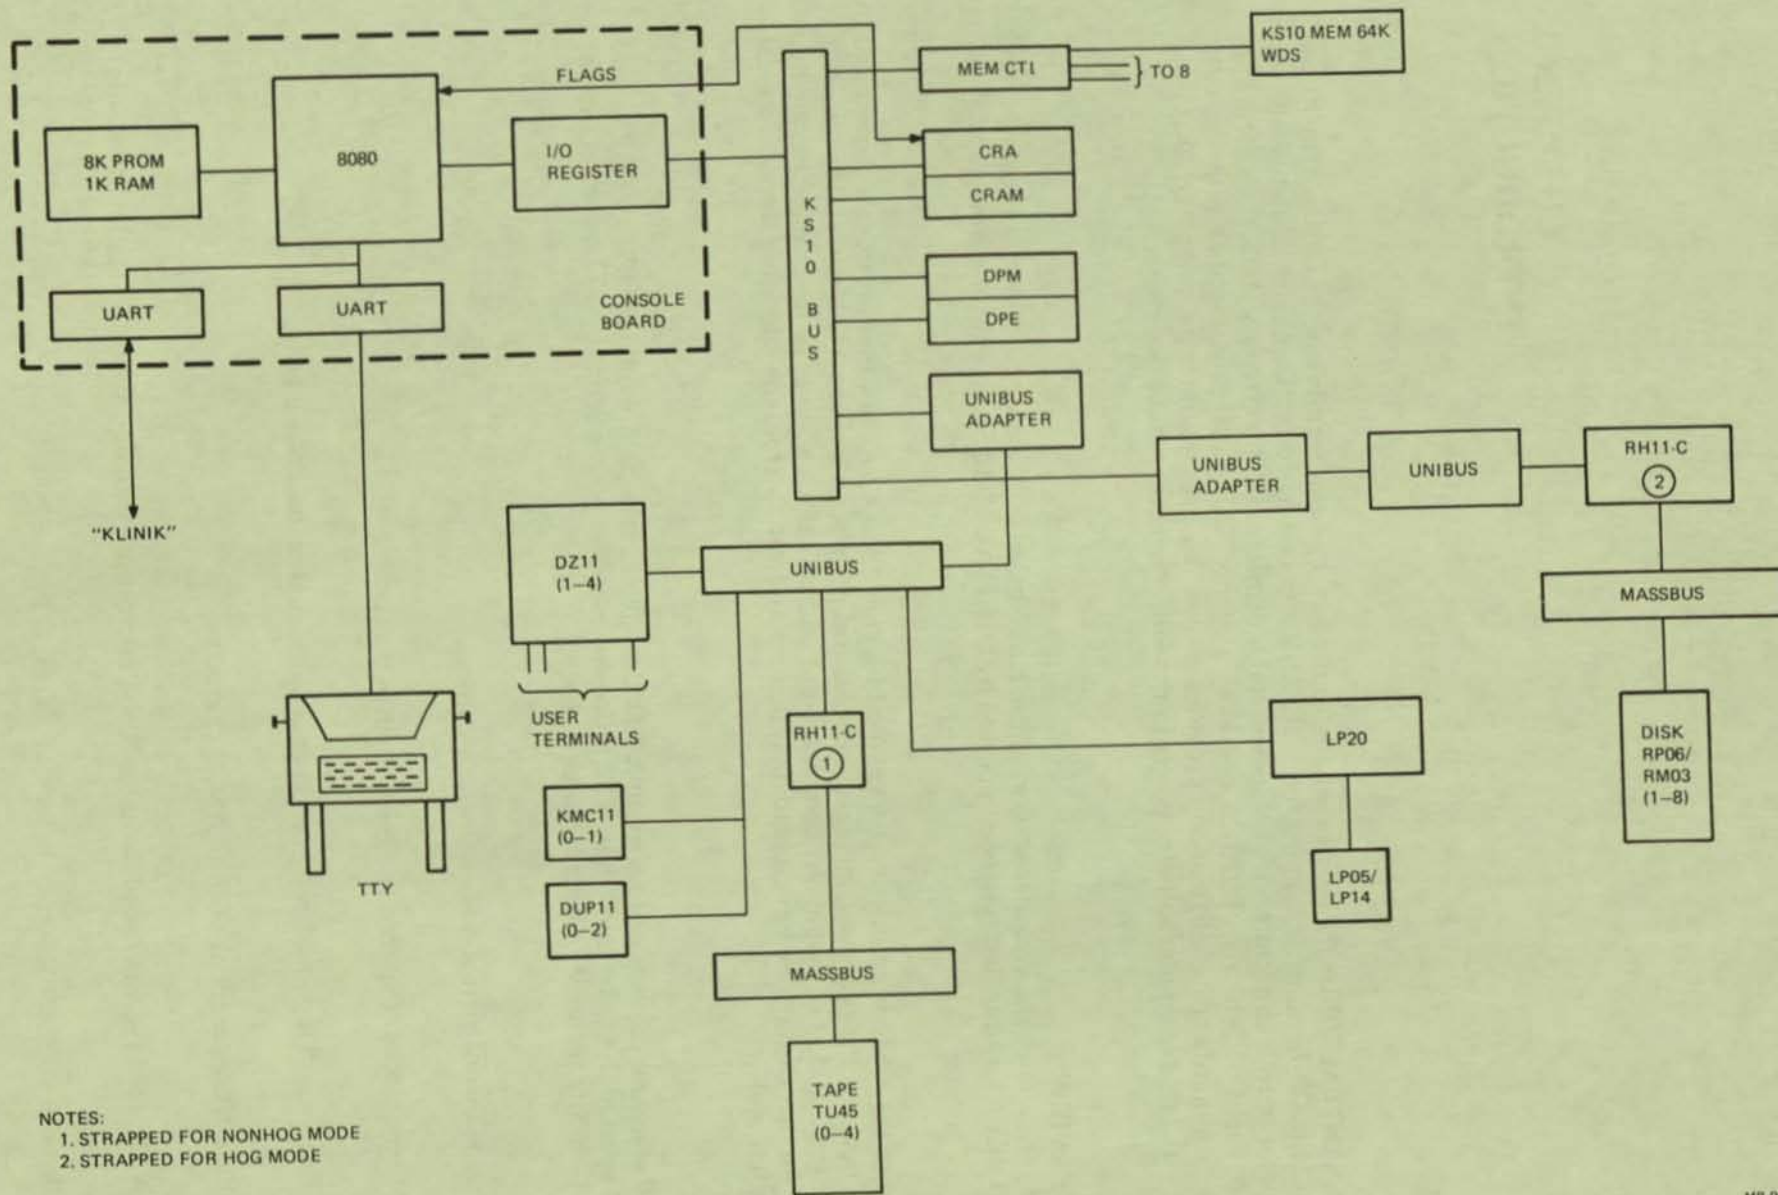 KS10 MEM 64K
WDS
FLAGS
MEM CTL
} TO 8
8K PROM
1K RAM
8080
I/O
REGISTER
CRA
CRAM
KS10 BUS
DPM
DPE
UART
UART
CONSOLE
BOARD
UNIBUS
ADAPTER
UNIBUS
ADAPTER
UNIBUS
RH11-C
2
"KLINIK"
DZ11
(1–4)
UNIBUS
MASSBUS
USER
TERMINALS
RH11-C
1
LP20
DISK
RP06/
RM03
(1–8)
KMC11
(0–1)
TTY
DUP11
(0–2)
LP05/
LP14
MASSBUS
TAPE
TU45
(0–4)
NOTES:
1. STRAPPED FOR NONHOG MODE
2. STRAPPED FOR HOG MODE